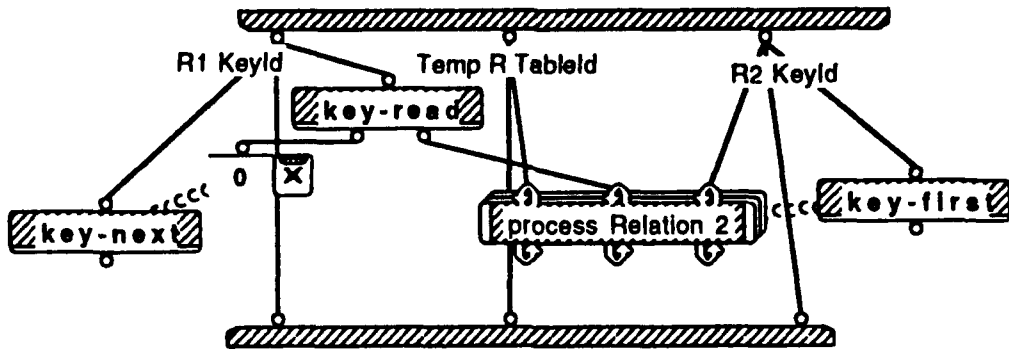 R1 KeyId
Temp R TableId
R2 KeyId
key-read
0
key-first
key-next
process Relation 2